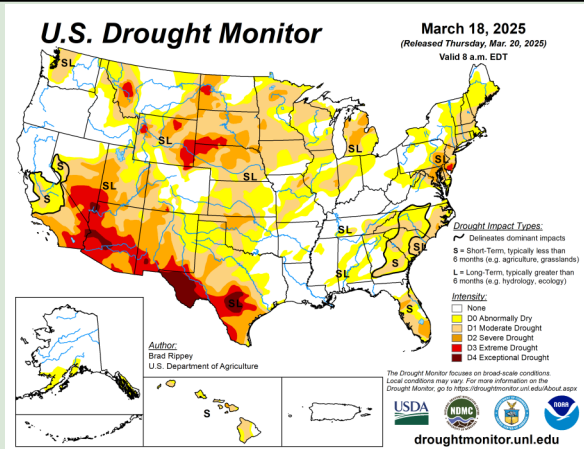 U.S. Drought Monitor
March 18, 2025
(Released Thursday, Mar. 20, 2025)
Valid 8 a.m. EDT
SL
SL
SL
S
SL
SL
S
SL
S
SL
SL
SL
S
SL
S
S
Drought Impact Types:
Delineates dominant impacts
S = Short-Term, typically less than
6 months (e.g. agriculture, grasslands)
L = Long-Term, typically greater than
6 months (e.g. hydrology, ecology)
Intensity:
None
D0 Abnormally Dry
D1 Moderate Drought
D2 Severe Drought
D3 Extreme Drought
D4 Exceptional Drought
Author:
Brad Rippey
U.S. Department of Agriculture
The Drought Monitor focuses on broad-scale conditions.
Local conditions may vary. For more information on the
Drought Monitor, go to https://droughtmonitor.unl.edu/About.aspx
USDA
NDMC
NOAA
droughtmonitor.unl.edu